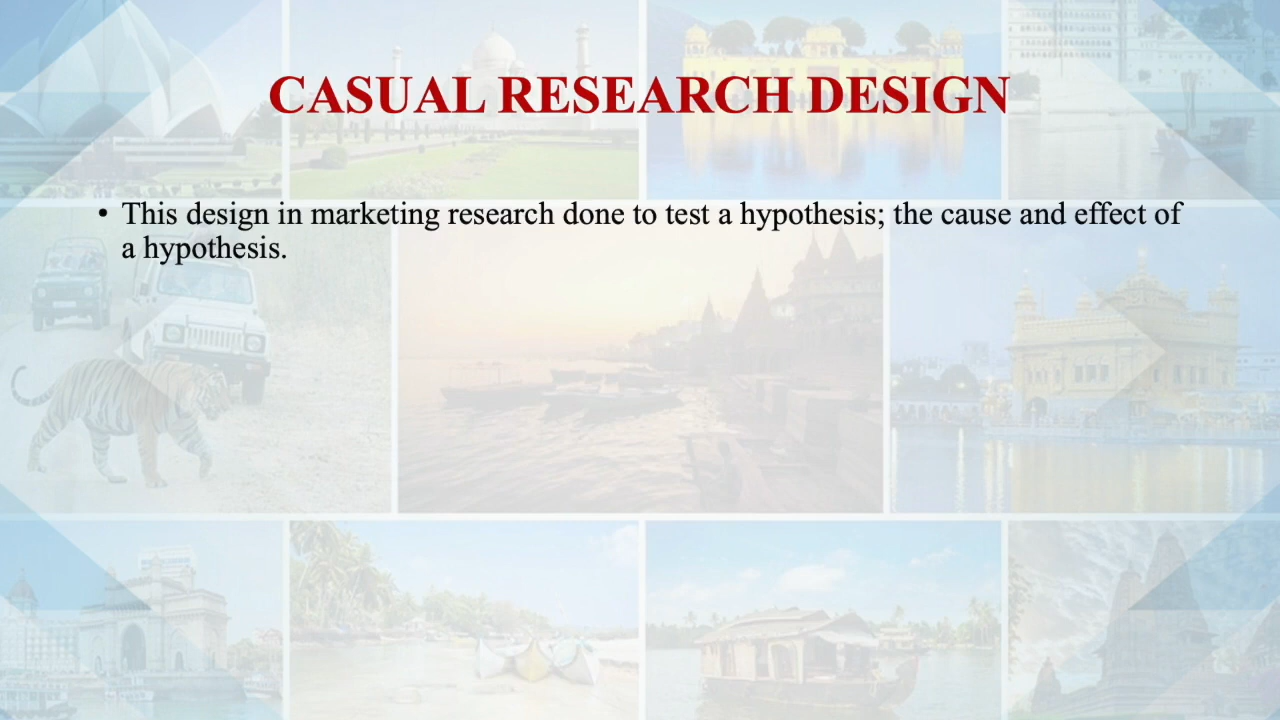 CASUAL RESEARCH DESIGN
• This design in marketing research done to test a hypothesis; the cause and effect of
a hypothesis.